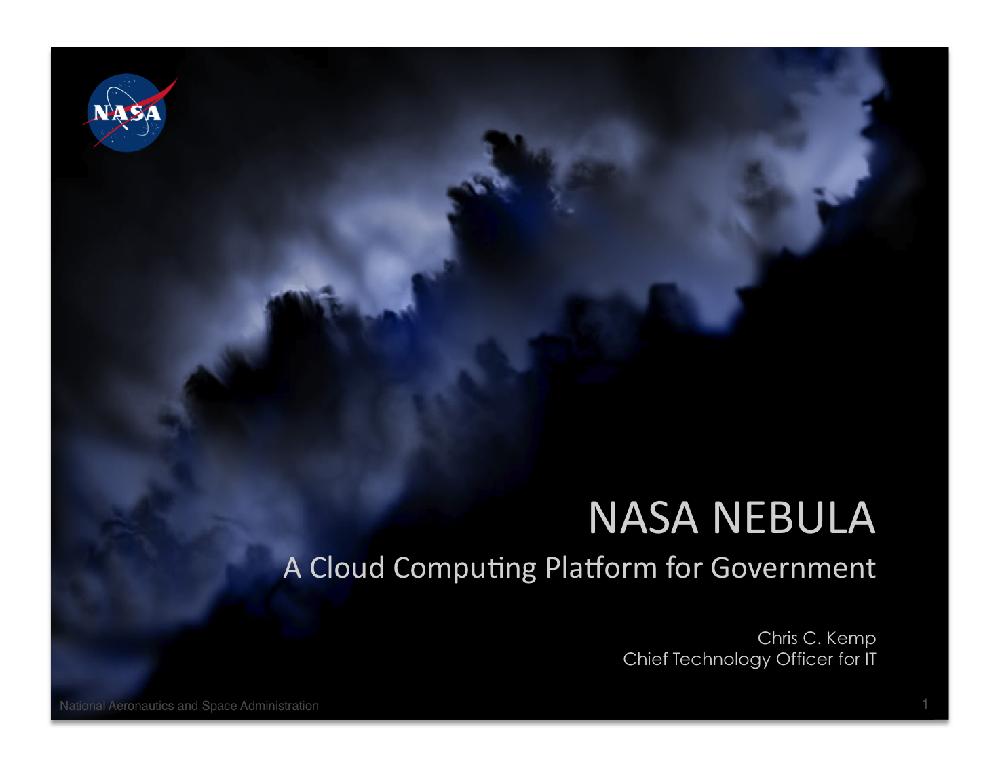 NASA
NASA NEBULA
A Cloud Computing Platform for Government
Chris C. Kemp
Chief Technology Officer for IT
National Aeronautics and Space Administration
1